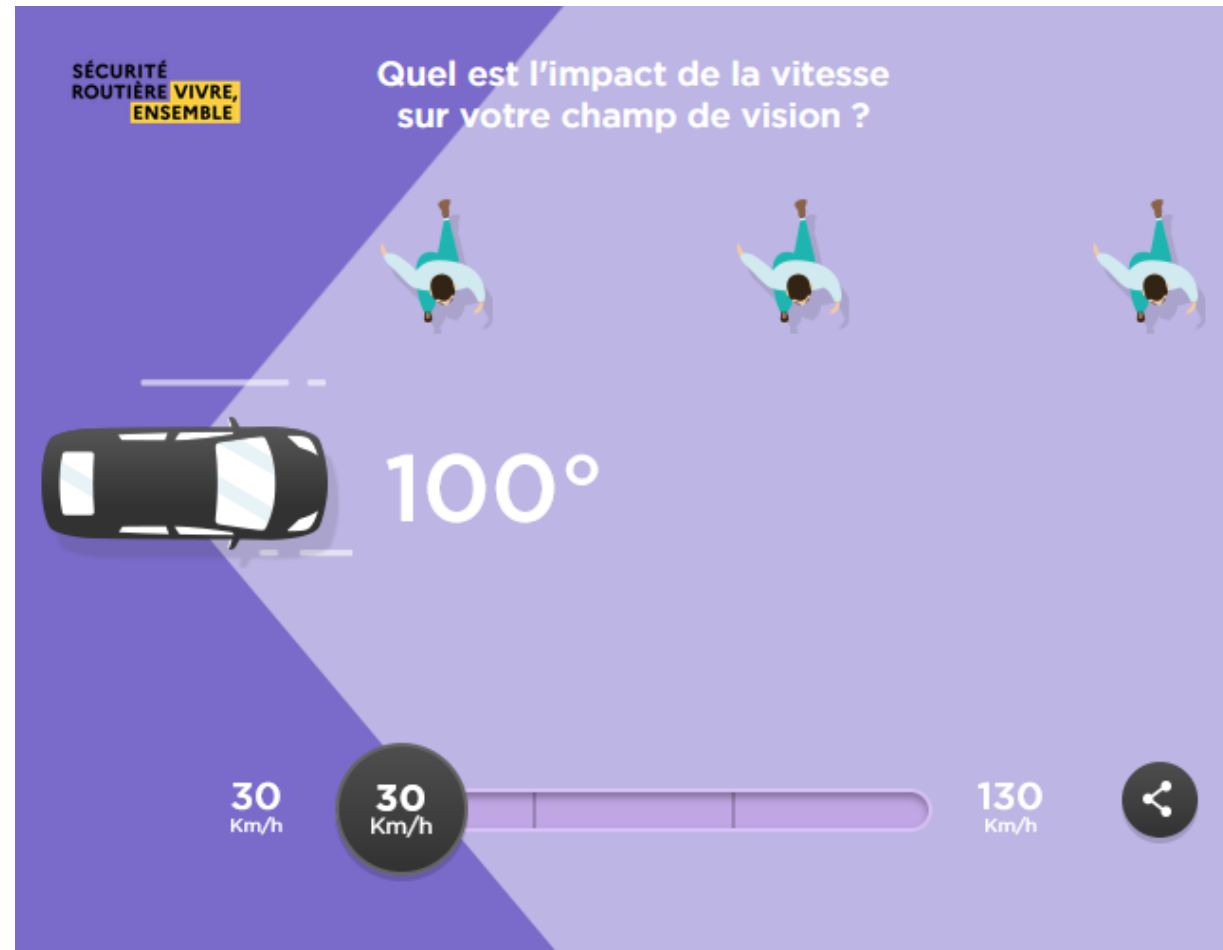 SÉCURITÉ
ROUTIÈRE VIVRE,
ENSEMBLE
Quel est l'impact de la vitesse
sur votre champ de vision ?
100°
30
Km/h
30
Km/h
130
Km/h